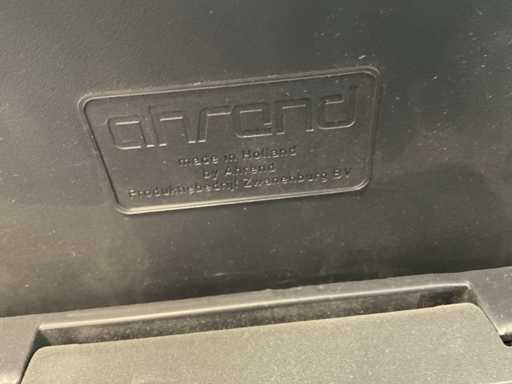 ahrend
made in Holland
by Ahrend
Produktiebedrijf Zwanenburg BV